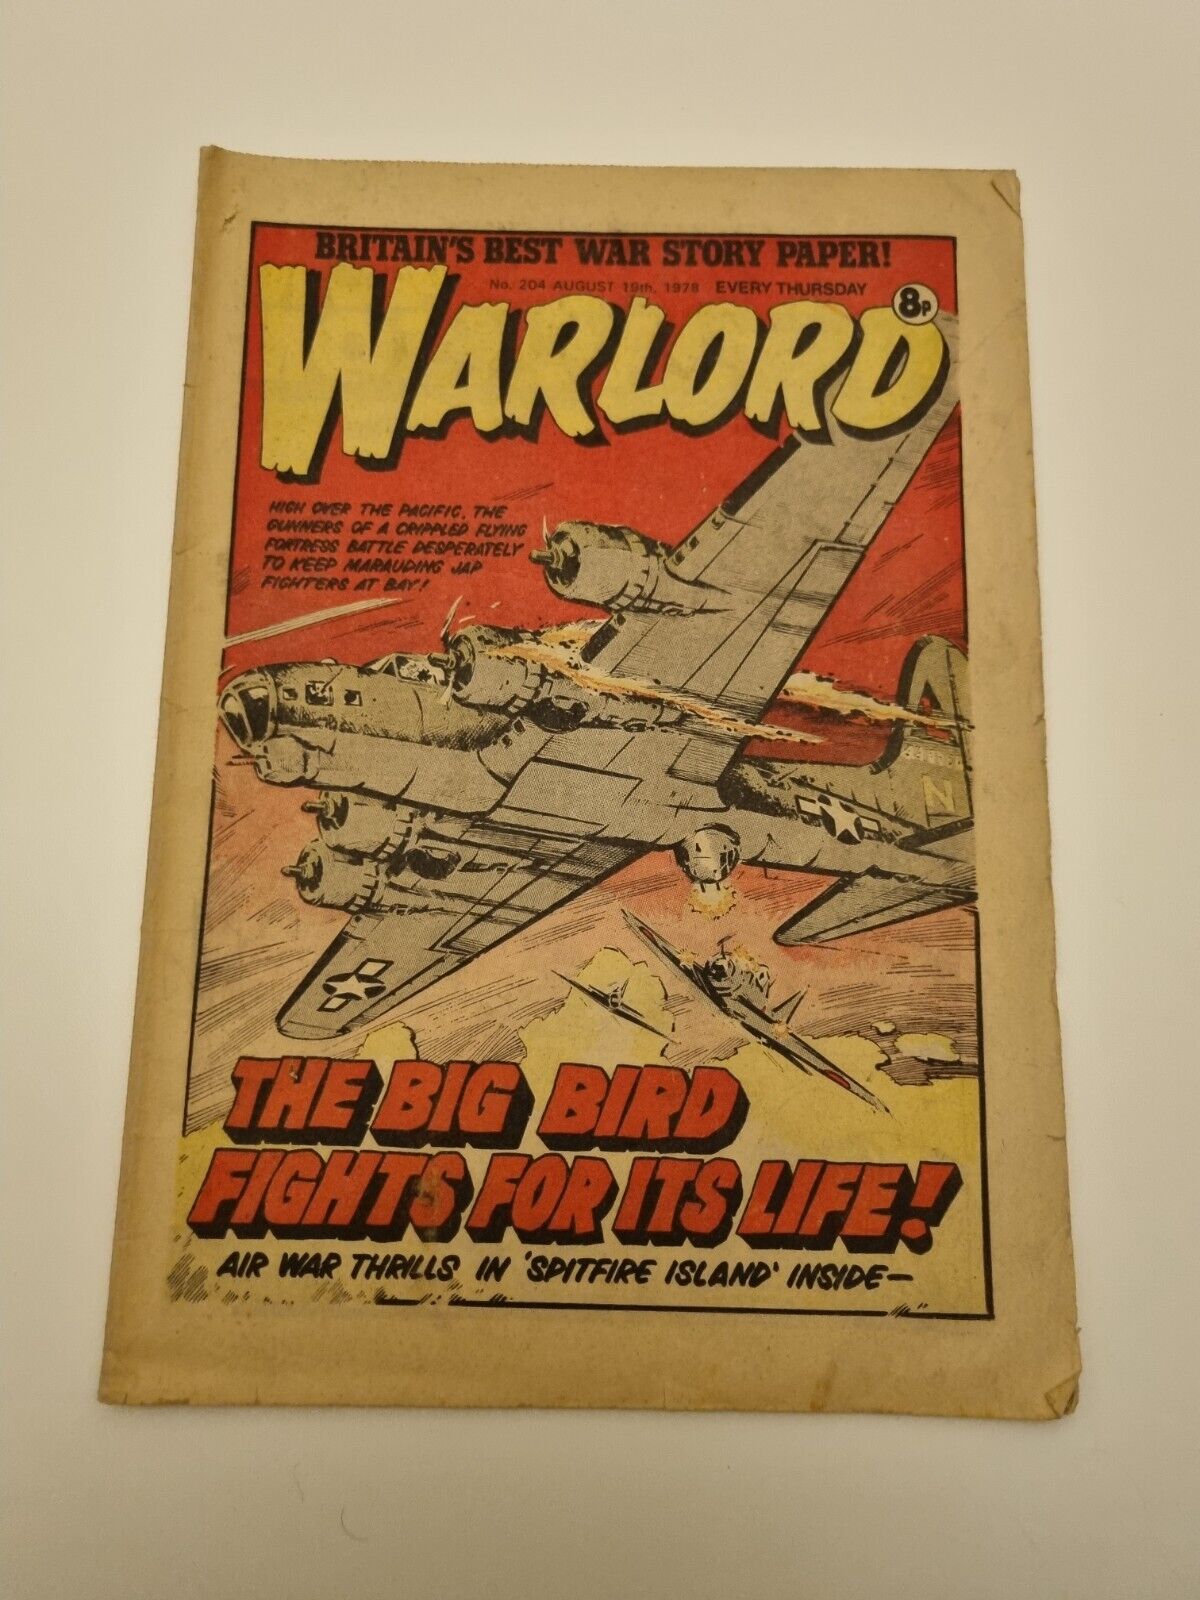 BRITAIN'S BEST WAR STORY PAPER!
No. 204 AUGUST 19th, 1978 EVERY THURSDAY
8p
WARLORD
HIGH OVER THE PACIFIC, THE
GUNNERS OF A CRIPPLED FLYING
FORTRESS BATTLE DESPERATELY
TO KEEP MARAUDING JAP
FIGHTERS AT BAY!
N
THE BIG BIRD
FIGHTS FOR ITS LIFE!
AIR WAR THRILLS IN 'SPITFIRE ISLAND' INSIDE—